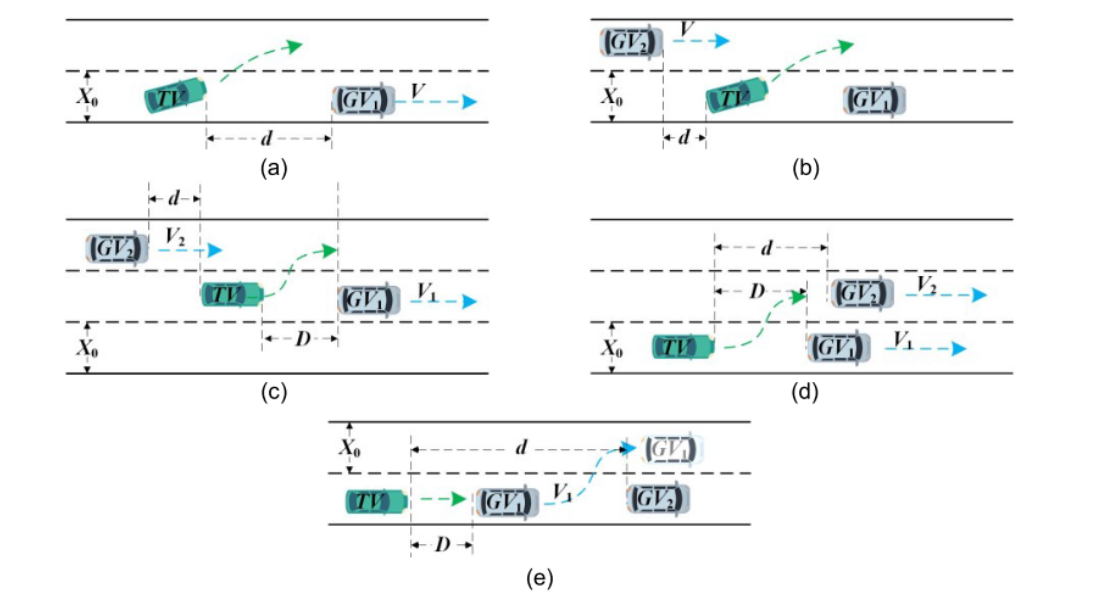 X₀ TV d GV₁ V
(a)
GV₂ V X₀ TV d GV₁
(b)
d
GV₂ V₂
TV GV₁ V₁
D
X₀
(c)
d
D GV₂ V₂
X₀ TV GV₁ V₁
(d)
X₀ d GV₁
TV GV₁ V₁ GV₂
D
(e)